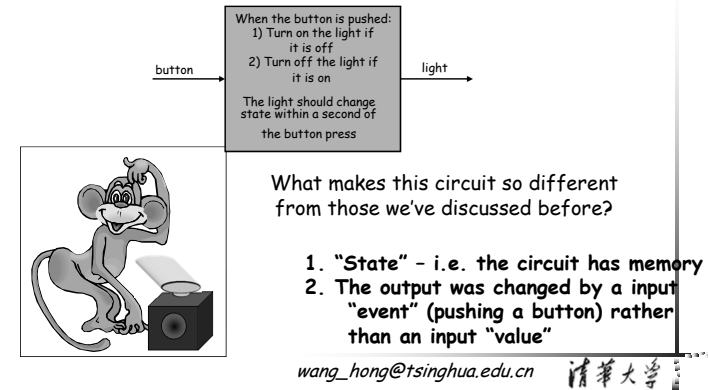 When the button is pushed:
1) Turn on the light if
it is off
2) Turn off the light if
it is on
The light should change
state within a second of
the button press
button
light
What makes this circuit so different
from those we've discussed before?
1. “State” – i.e. the circuit has memory
2. The output was changed by a input
“event” (pushing a button) rather
than an input “value”
wang_hong@tsinghua.edu.cn
清華大学